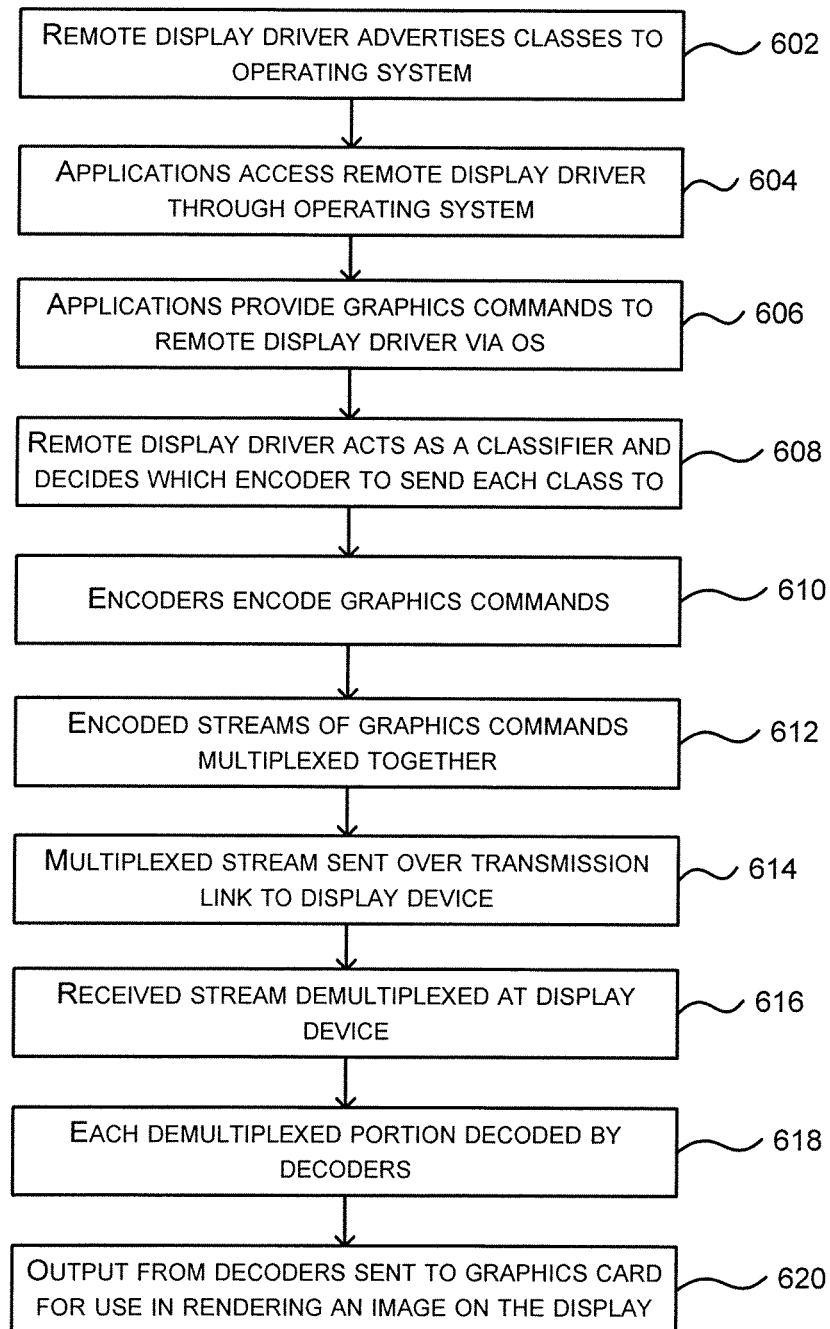 REMOTE DISPLAY DRIVER ADVERTISES CLASSES TO
OPERATING SYSTEM
602
APPLICATIONS ACCESS REMOTE DISPLAY DRIVER
THROUGH OPERATING SYSTEM
604
APPLICATIONS PROVIDE GRAPHICS COMMANDS TO
REMOTE DISPLAY DRIVER VIA OS
606
REMOTE DISPLAY DRIVER ACTS AS A CLASSIFIER AND
DECIDES WHICH ENCODER TO SEND EACH CLASS TO
608
ENCODERS ENCODE GRAPHICS COMMANDS
610
ENCODED STREAMS OF GRAPHICS COMMANDS
MULTIPLEXED TOGETHER
612
MULTIPLEXED STREAM SENT OVER TRANSMISSION
LINK TO DISPLAY DEVICE
614
RECEIVED STREAM DEMULTIPLEXED AT DISPLAY
DEVICE
616
EACH DEMULTIPLEXED PORTION DECODED BY
DECODERS
618
OUTPUT FROM DECODERS SENT TO GRAPHICS CARD
FOR USE IN RENDERING AN IMAGE ON THE DISPLAY
620